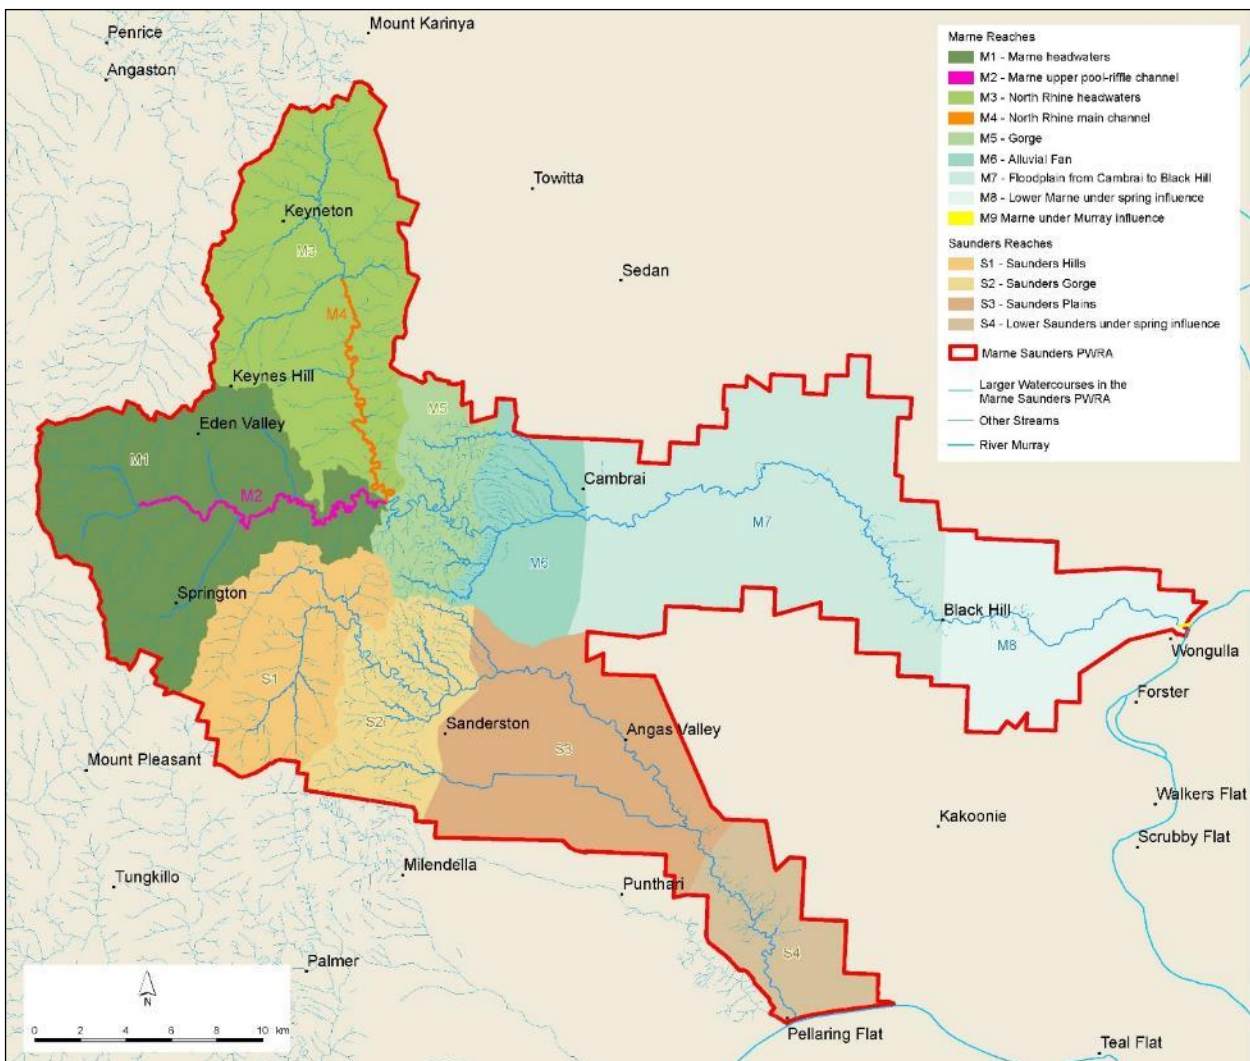 Penrice
Mount Karinya
Angaston
Towitta
Keyneton
M3
Sedan
M4
Keynes Hill
Eden Valley
M5
M1
M2
Cambrai
M7
M6
Springton
Black Hill
M8
Wongulla
S1
Forster
S2
Sanderston
Angas Valley
S3
Mount Pleasant
Walkers Flat
Kakoonie
Scrubby Flat
Milendella
Tungkillo
Punthari
Palmer
S4
Pellaring Flat
Teal Flat
Marne Reaches
M1 - Marne headwaters
M2 - Marne upper pool-riffle channel
M3 - North Rhine headwaters
M4 - North Rhine main channel
M5 - Gorge
M6 - Alluvial Fan
M7 - Floodplain from Cambrai to Black Hill
M8 - Lower Marne under spring influence
M9 Marne under Murray influence
Saunders Reaches
S1 - Saunders Hills
S2 - Saunders Gorge
S3 - Saunders Plains
S4 - Lower Saunders under spring influence
Marne Saunders PWRA
Larger Watercourses in the
Marne Saunders PWRA
Other Streams
River Murray
N
0 2 4 6 8 10 km